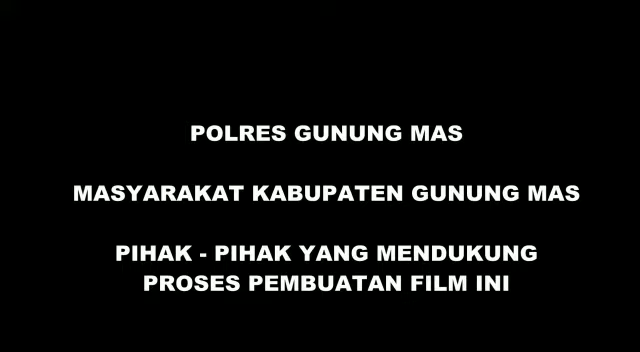 POLRES GUNUNG MAS
MASYARAKAT KABUPATEN GUNUNG MAS
PIHAK - PIHAK YANG MENDUKUNG
PROSES PEMBUATAN FILM INI